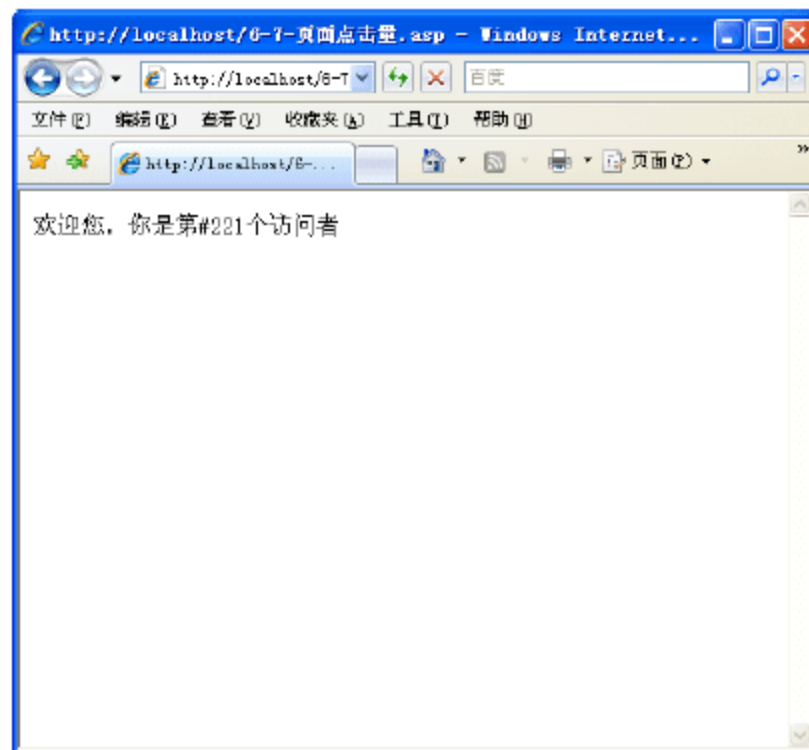 http://localhost/6-7-页面点击量.asp - Windows Internet...
http://localhost/6-7 百度
文件(F) 编辑(E) 查看(V) 收藏夹(A) 工具(T) 帮助(H)
http://localhost/6-... 页面(P) »
欢迎您，你是第#221个访问者